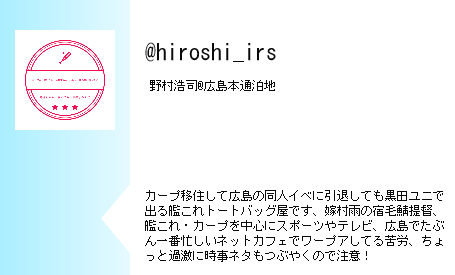 @hiroshi_irs
野村浩司@広島本通泊地
カープ移住して広島の同人イベに引退しても黒田ユニで
出る艦これトートバッグ屋です、嫁村雨の宿毛鯖提督、
艦これ・カープを中心にスポーツやテレビ、広島でたぶ
ん一番忙しいネットカフェでワープアしてる苦労、ちょ
っと過激に時事ネタもつぶやくので注意！